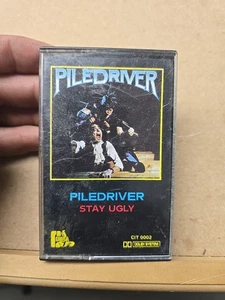 PILEDRIVER
PILEDRIVER
STAY UGLY
CIT 0002
DOLBY SYSTEM